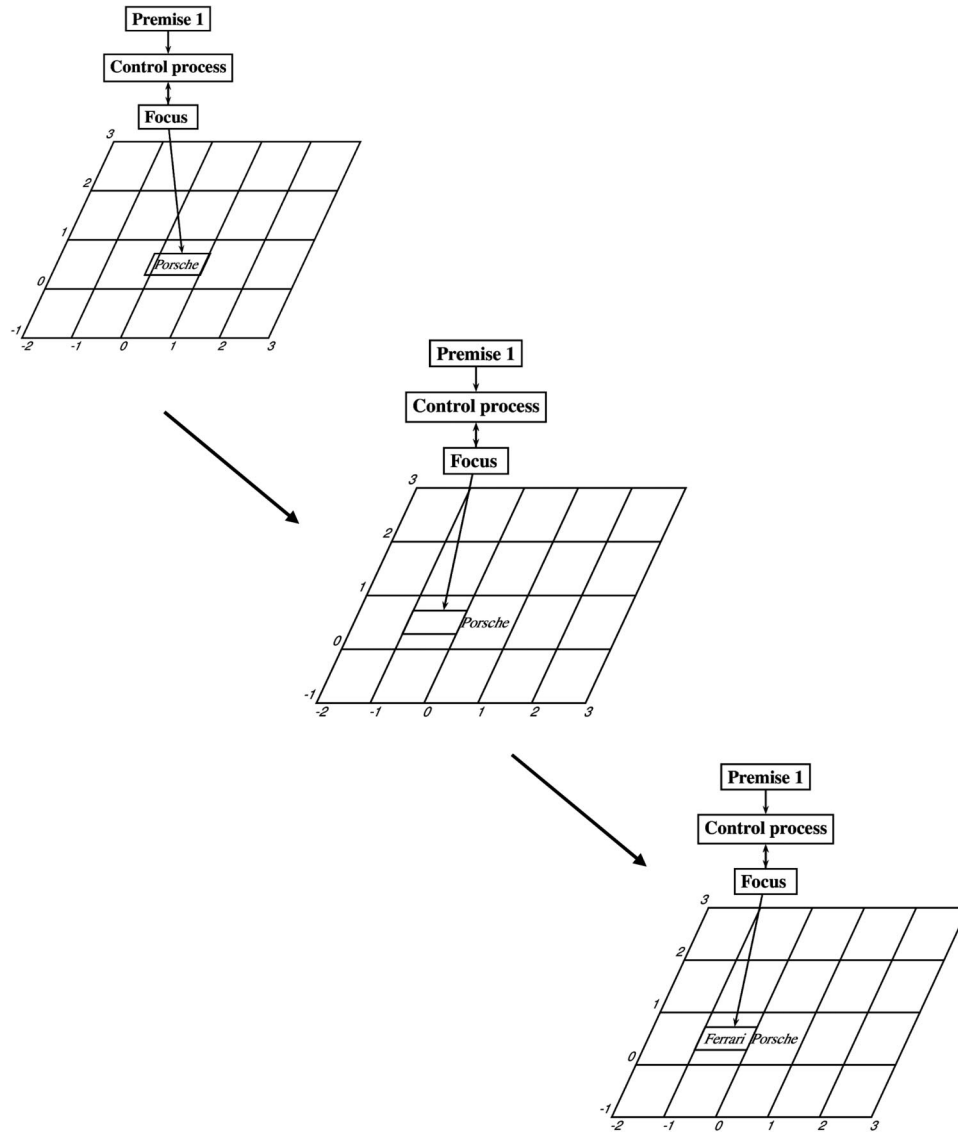 Premise 1
Control process
Focus
3
2
1
Porsche
0
-1
-2 -1 0 1 2 3
Premise 1
Control process
Focus
3
2
1
Porsche
0
-1
-2 -1 0 1 2 3
Premise 1
Control process
Focus
3
2
1
Ferrari Porsche
0
-1
-2 -1 0 1 2 3